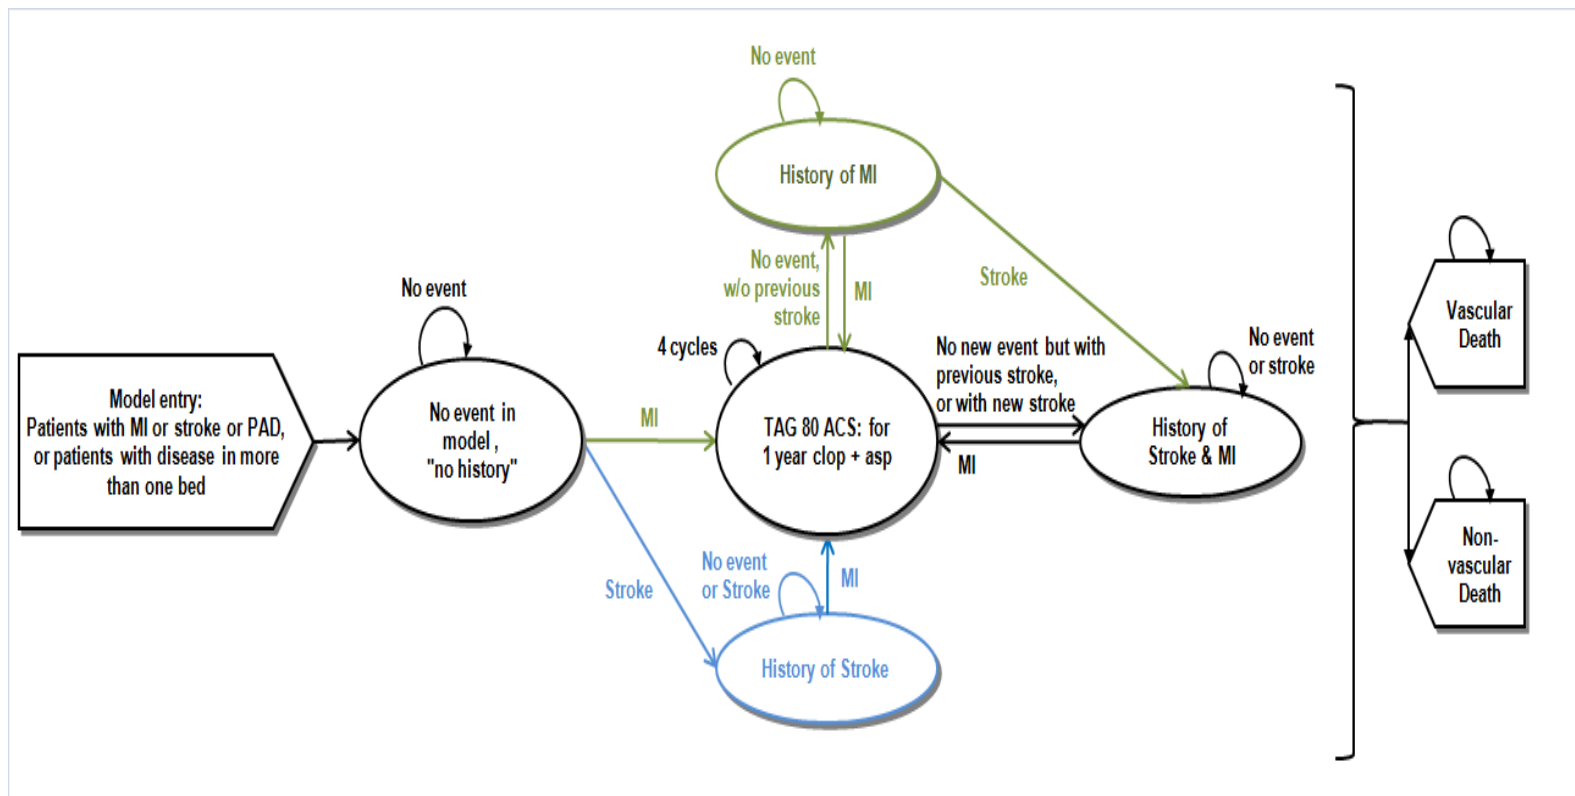 No event
History of MI
No event,
w/o previous
stroke
MI
Stroke
No event
Model entry:
Patients with MI or stroke or PAD,
or patients with disease in more
than one bed
No event in
model ,
"no history"
MI
Stroke
4 cycles
TAG 80 ACS: for
1 year clop + asp
No new event but with
previous stroke,
or with new stroke
MI
No event
or stroke
History of
Stroke & MI
No event
or Stroke
MI
History of Stroke
Vascular
Death
Non-
vascular
Death